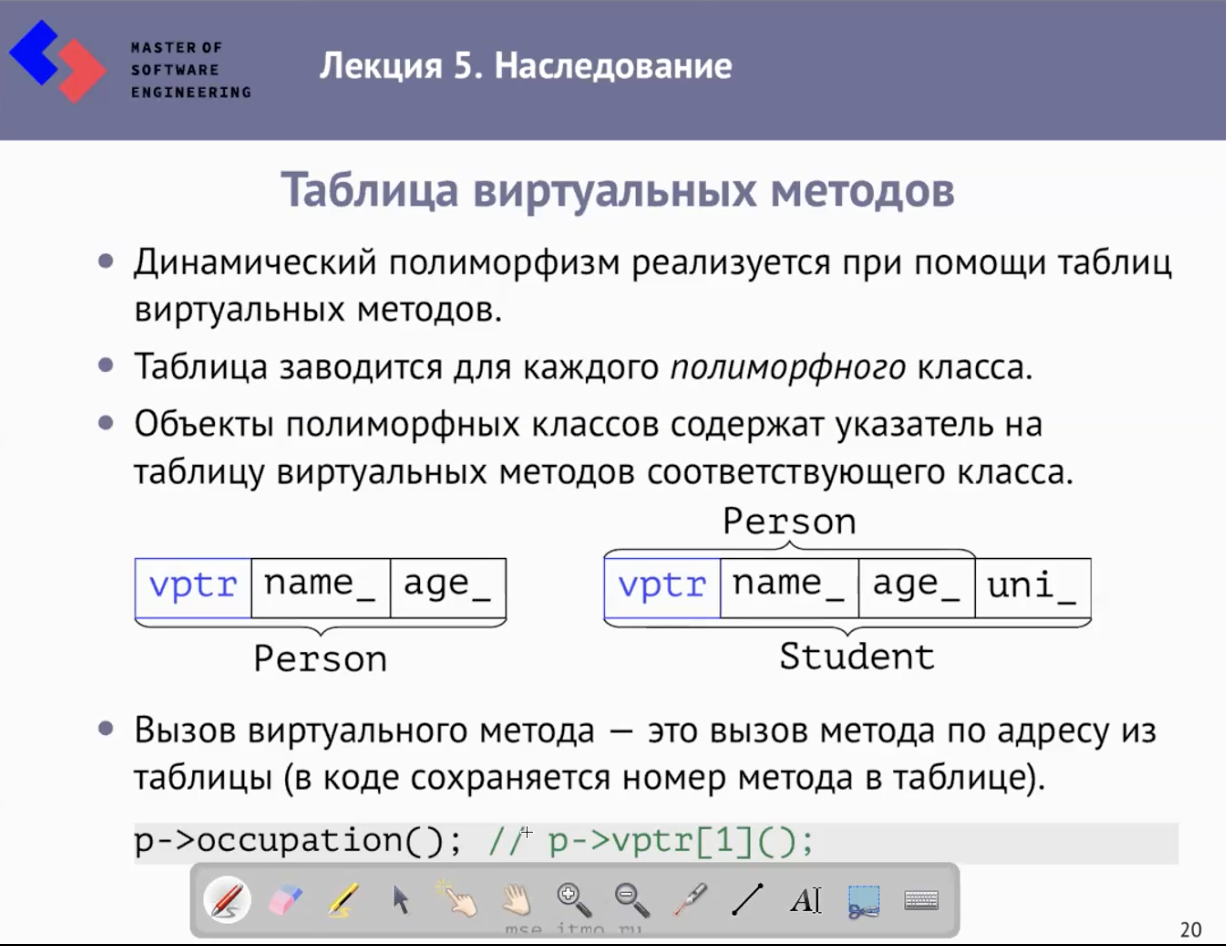 MASTER OF
SOFTWARE
ENGINEERING
Лекция 5. Наследование
Таблица виртуальных методов
• Динамический полиморфизм реализуется при помощи таблиц
виртуальных методов.
• Таблица заводится для каждого полиморфного класса.
• Объекты полиморфных классов содержат указатель на
таблицу виртуальных методов соответствующего класса.
Person
vptr name_ age_
vptr name_ age_ uni_
Person
Student
• Вызов виртуального метода — это вызов метода по адресу из
таблицы (в коде сохраняется номер метода в таблице).
p->occupation(); // p->vptr[1]();
AI
mse.itmo.ru
20